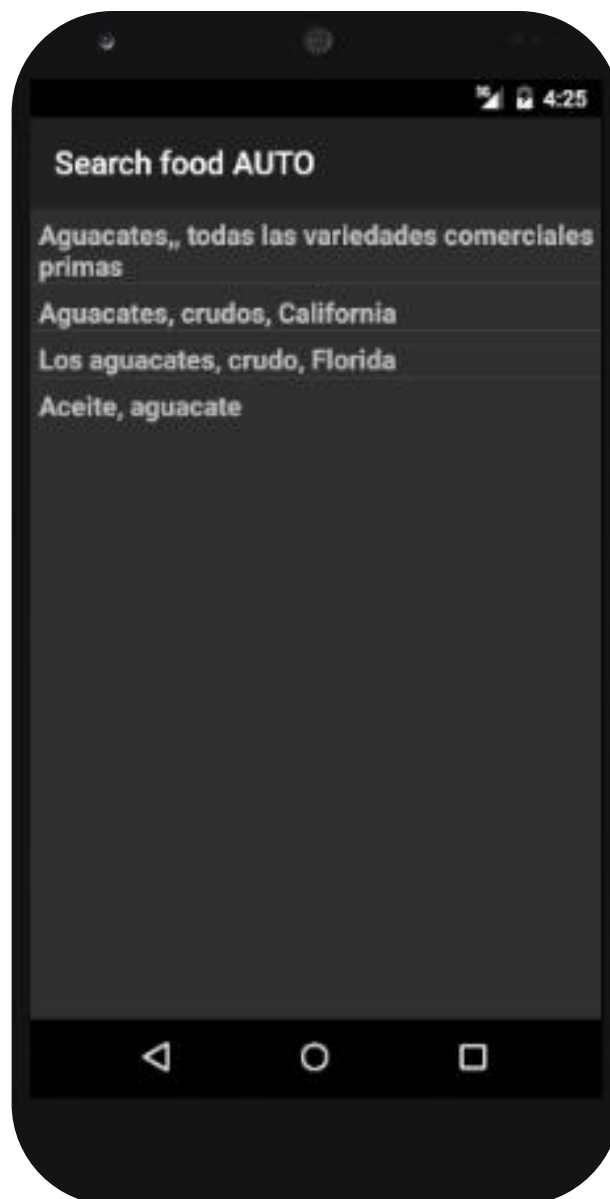 4:25
Search food AUTO
Aguacates,, todas las variedades comerciales
primas
Aguacates, crudos, California
Los aguacates, crudo, Florida
Aceite, aguacate